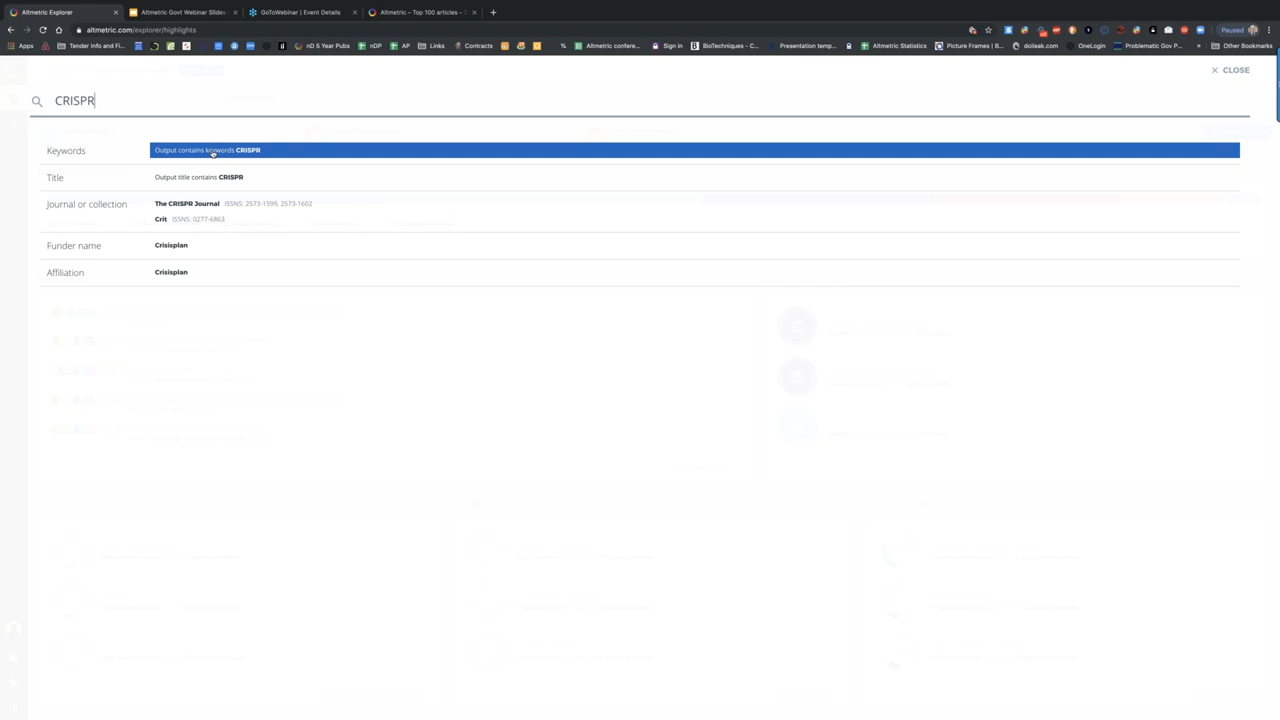 Altmetric Explorer
Altmetric Govt Webinar Slides
GoToWebinar | Event Details
Altmetric – Top 100 articles – 2
altmetric.com/explorer/highlights
Paused
Apps
Tender Info and Fi...
nD 6 Year Pubs
nDP
AP
Links
Contracts
Altmetric confere...
Sign in
BioTechniques - C...
Presentation temp...
Altmetric Statistics
Picture Frames | B...
doileak.com
OneLogin
Problematic Gov P...
»
Other Bookmarks
CLOSE
CRISPR
Keywords
Output contains keywords CRISPR
Title
Output title contains CRISPR
Journal or collection
The CRISPR Journal ISSNS: 2573-1599, 2573-1602
Crit ISSNS: 0277-6863
Funder name
Crisisplan
Affiliation
Crisisplan